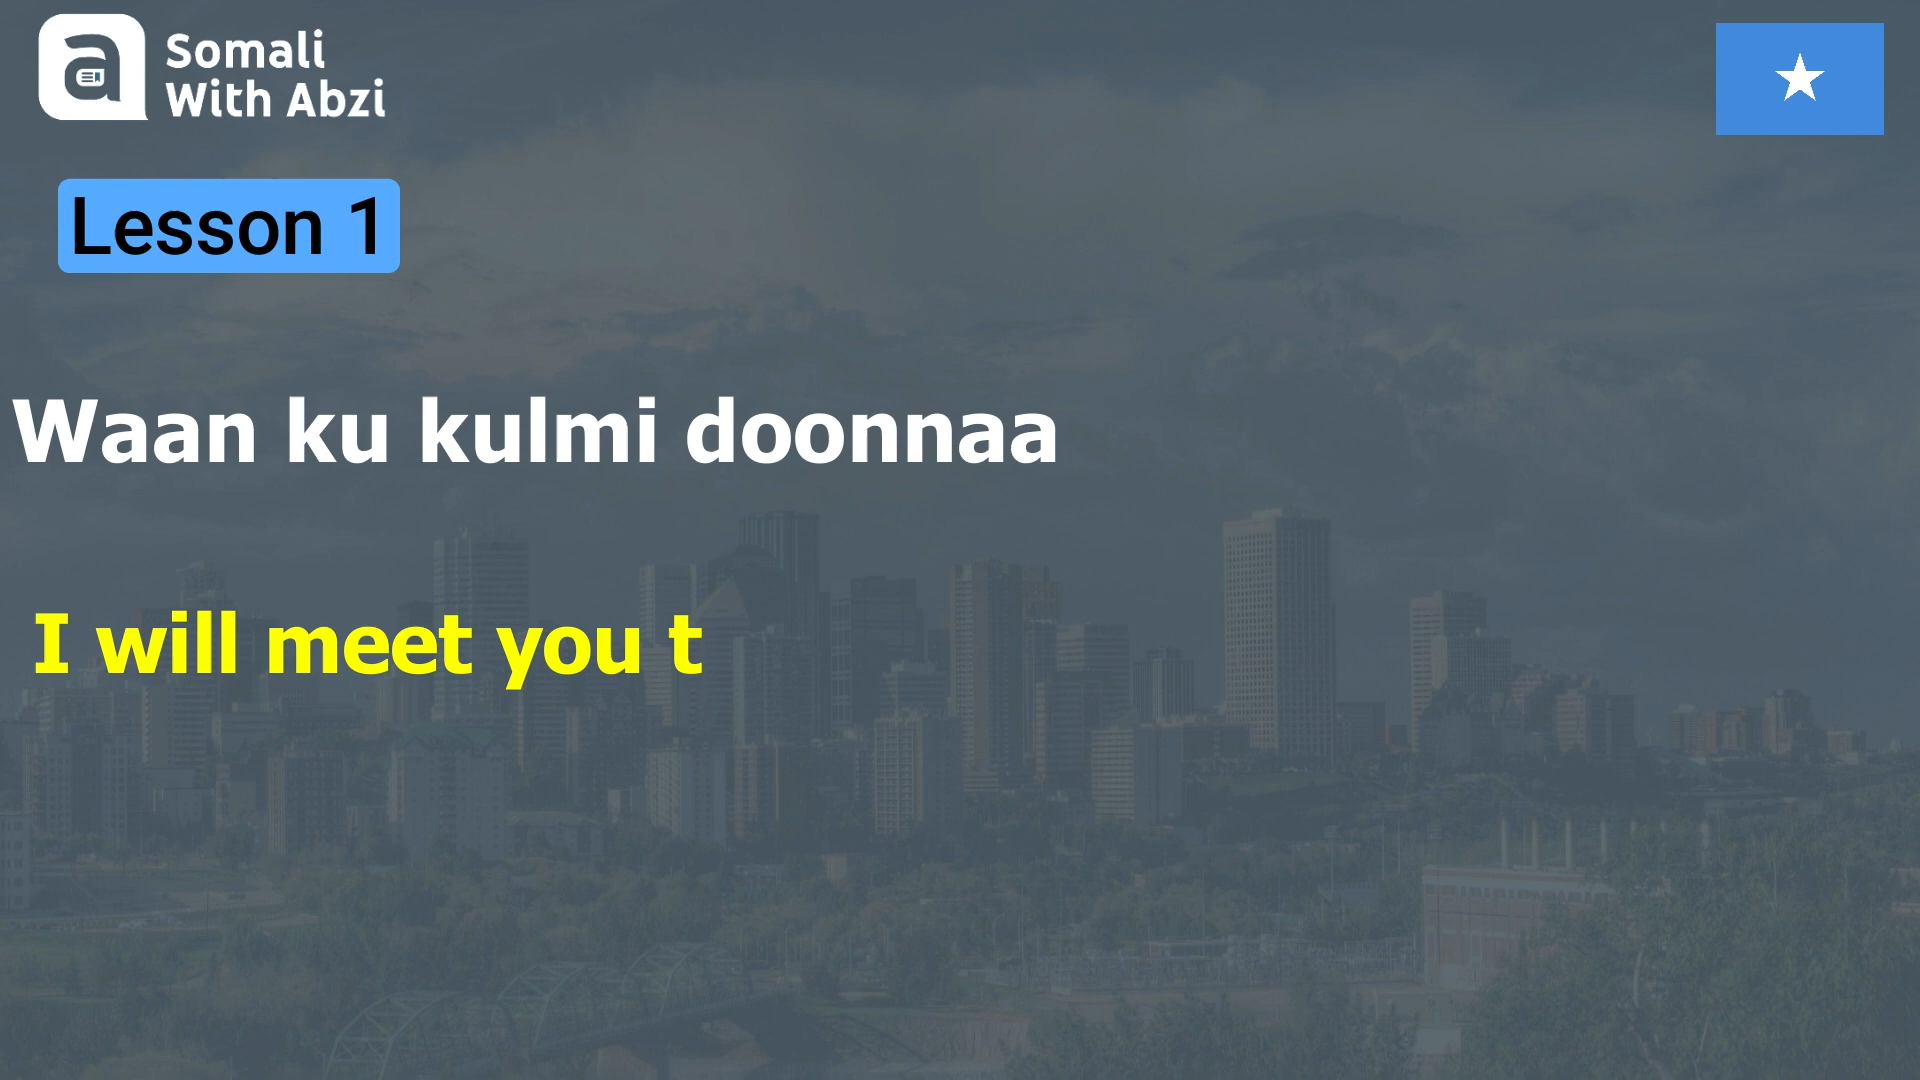 Somali
With Abzi
Lesson 1
Waan ku kulmi doonnaa
I will meet you t